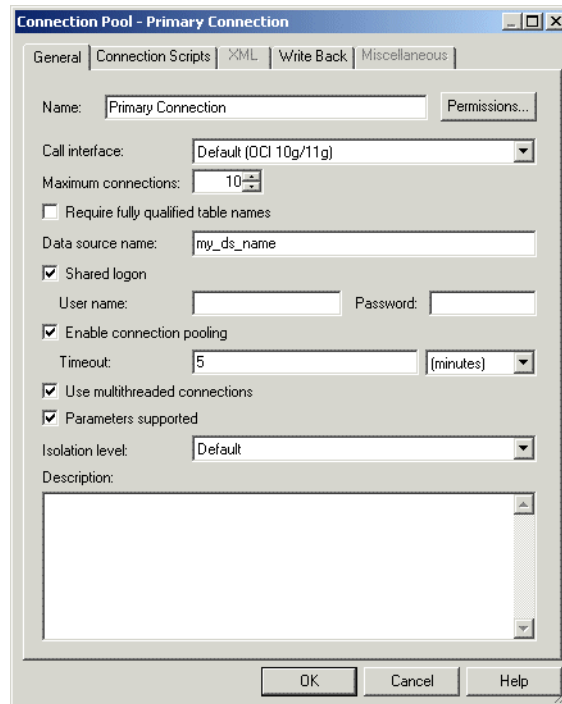 Connection Pool - Primary Connection
General Connection Scripts XML Write Back Miscellaneous
Name: Primary Connection Permissions...
Call interface: Default (OCI 10g/11g)
Maximum connections: 10
Require fully qualified table names
Data source name: my_ds_name
Shared logon
User name: Password:
Enable connection pooling
Timeout: 5 (minutes)
Use multithreaded connections
Parameters supported
Isolation level: Default
Description:
OK Cancel Help